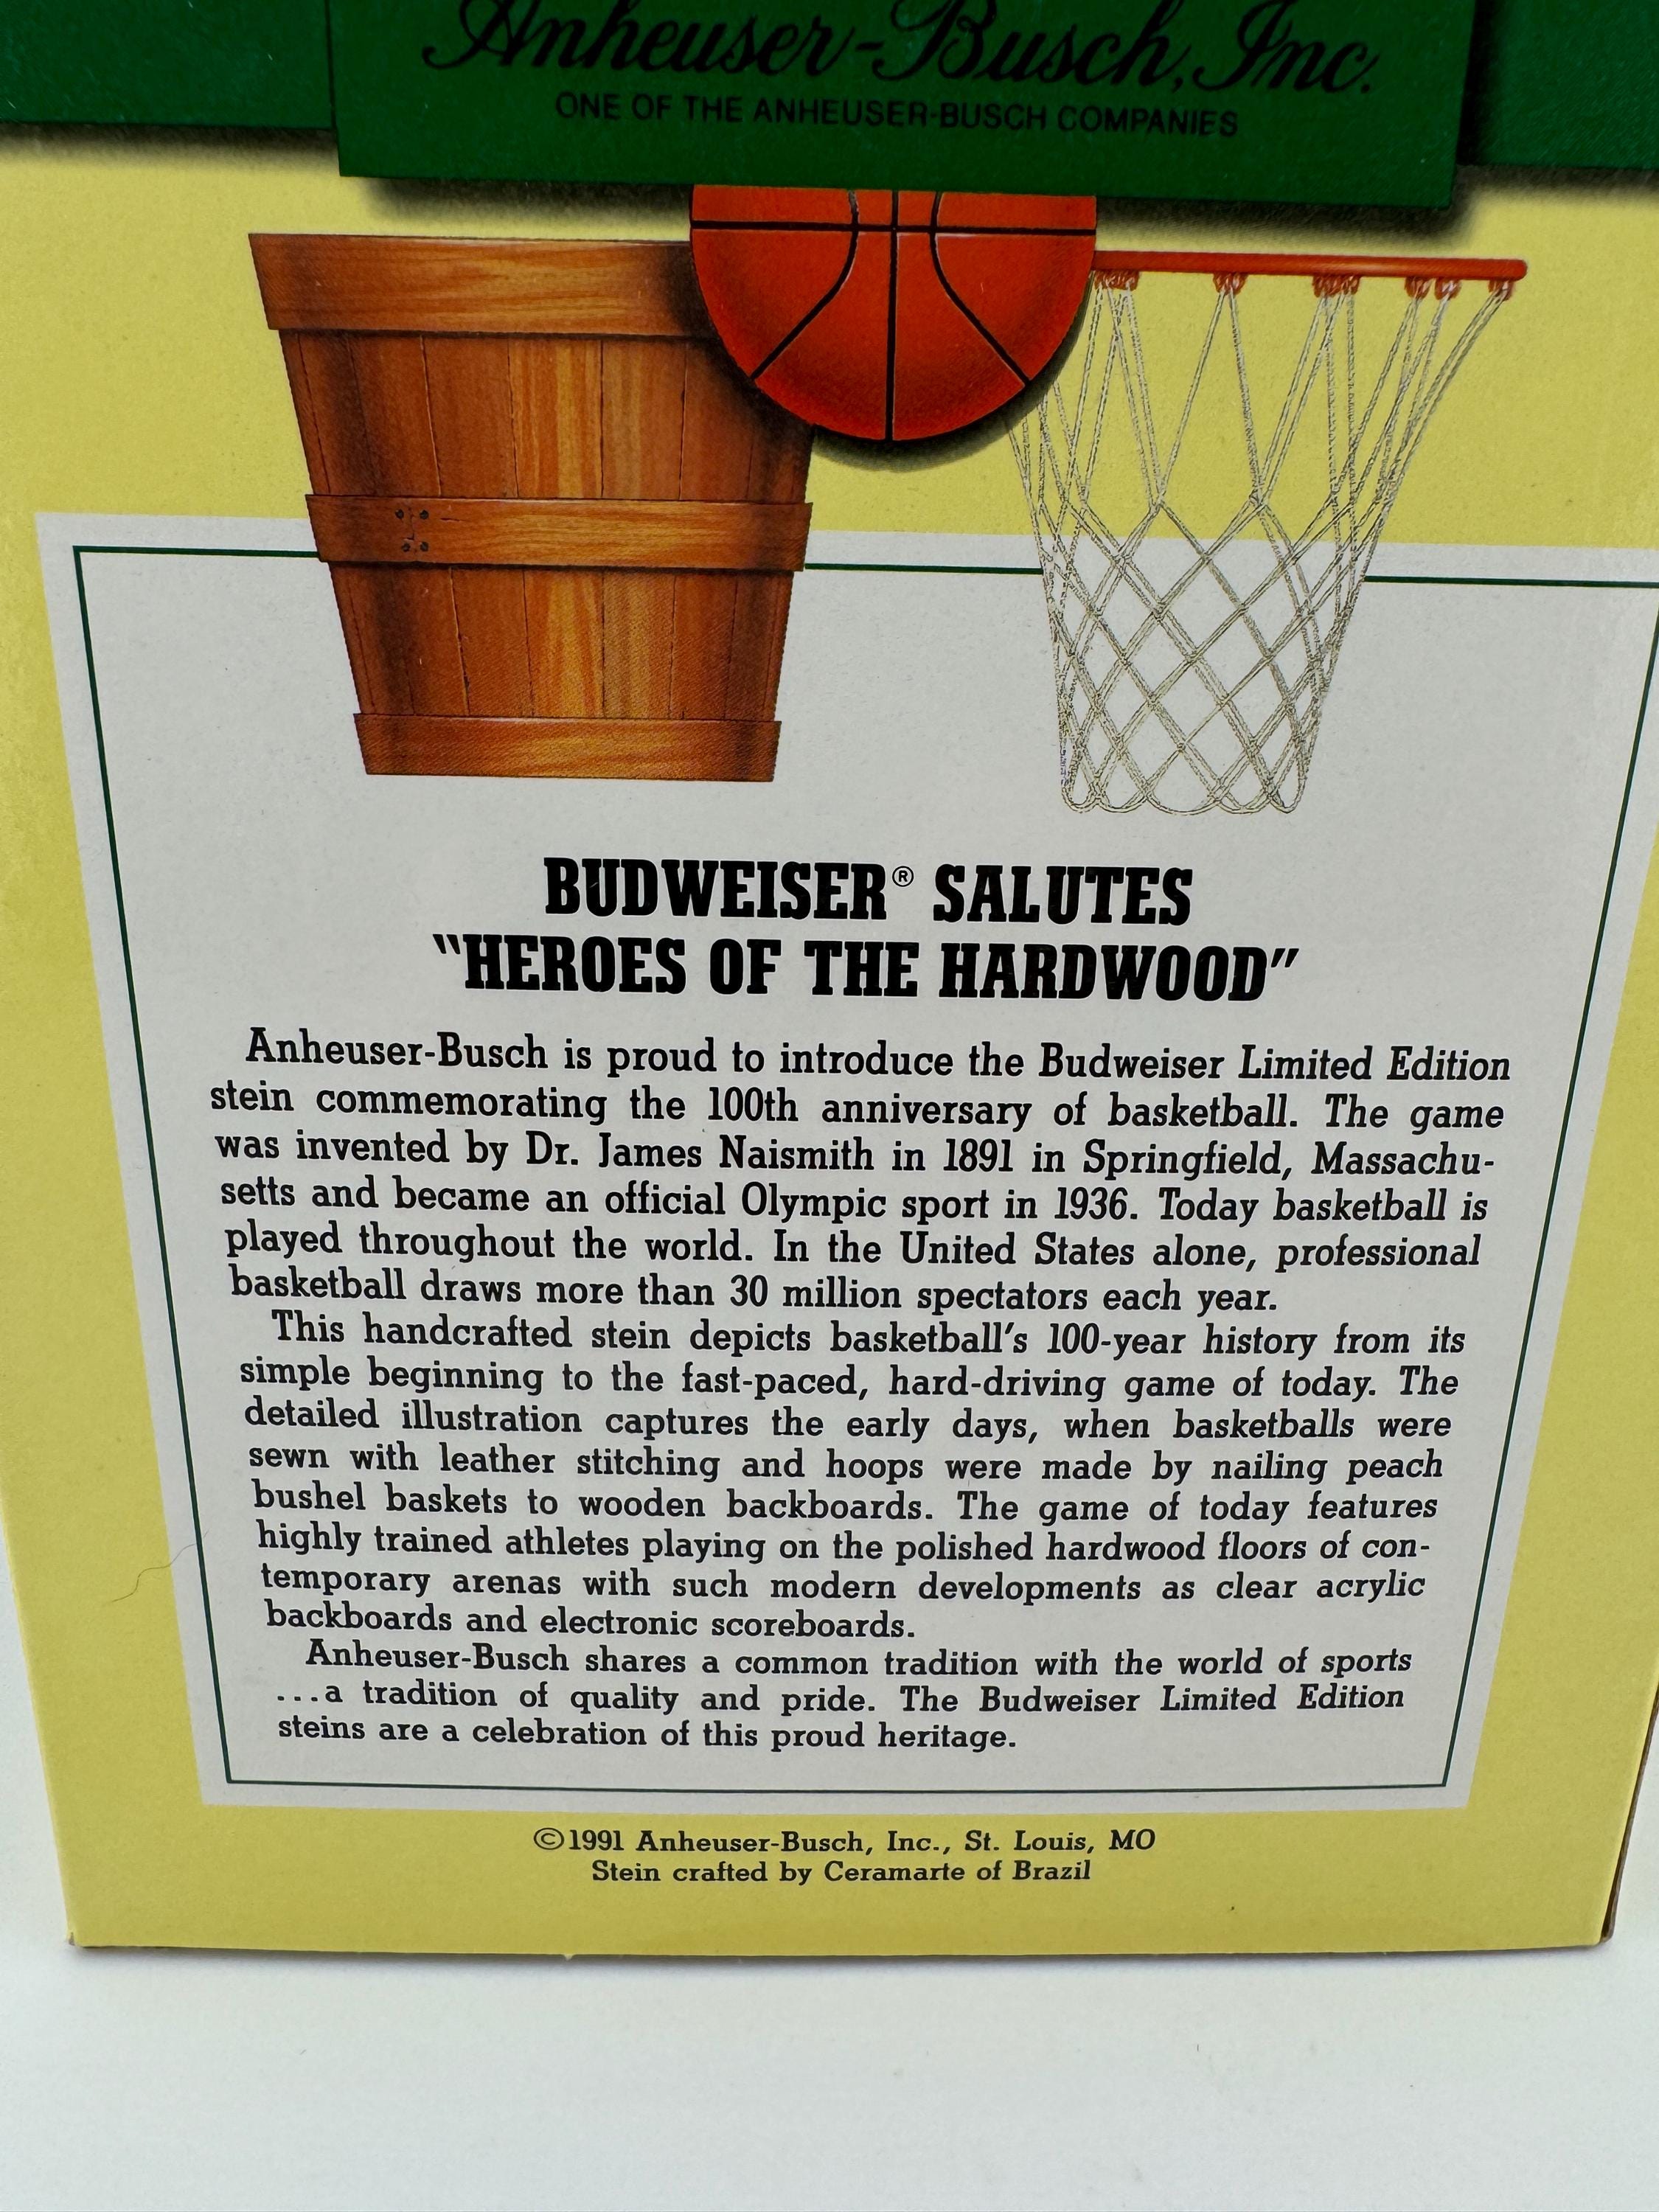 Anheuser-Busch, Inc.
ONE OF THE ANHEUSER-BUSCH COMPANIES
BUDWEISER® SALUTES
"HEROES OF THE HARDWOOD"
Anheuser-Busch is proud to introduce the Budweiser Limited Edition
stein commemorating the 100th anniversary of basketball. The game
was invented by Dr. James Naismith in 1891 in Springfield, Massachu-
setts and became an official Olympic sport in 1936. Today basketball is
played throughout the world. In the United States alone, professional
basketball draws more than 30 million spectators each year.
This handcrafted stein depicts basketball's 100-year history from its
simple beginning to the fast-paced, hard-driving game of today. The
detailed illustration captures the early days, when basketballs were
sewn with leather stitching and hoops were made by nailing peach
bushel baskets to wooden backboards. The game of today features
highly trained athletes playing on the polished hardwood floors of con-
temporary arenas with such modern developments as clear acrylic
backboards and electronic scoreboards.
Anheuser-Busch shares a common tradition with the world of sports
...a tradition of quality and pride. The Budweiser Limited Edition
steins are a celebration of this proud heritage.
©1991 Anheuser-Busch, Inc., St. Louis, MO
Stein crafted by Ceramarte of Brazil